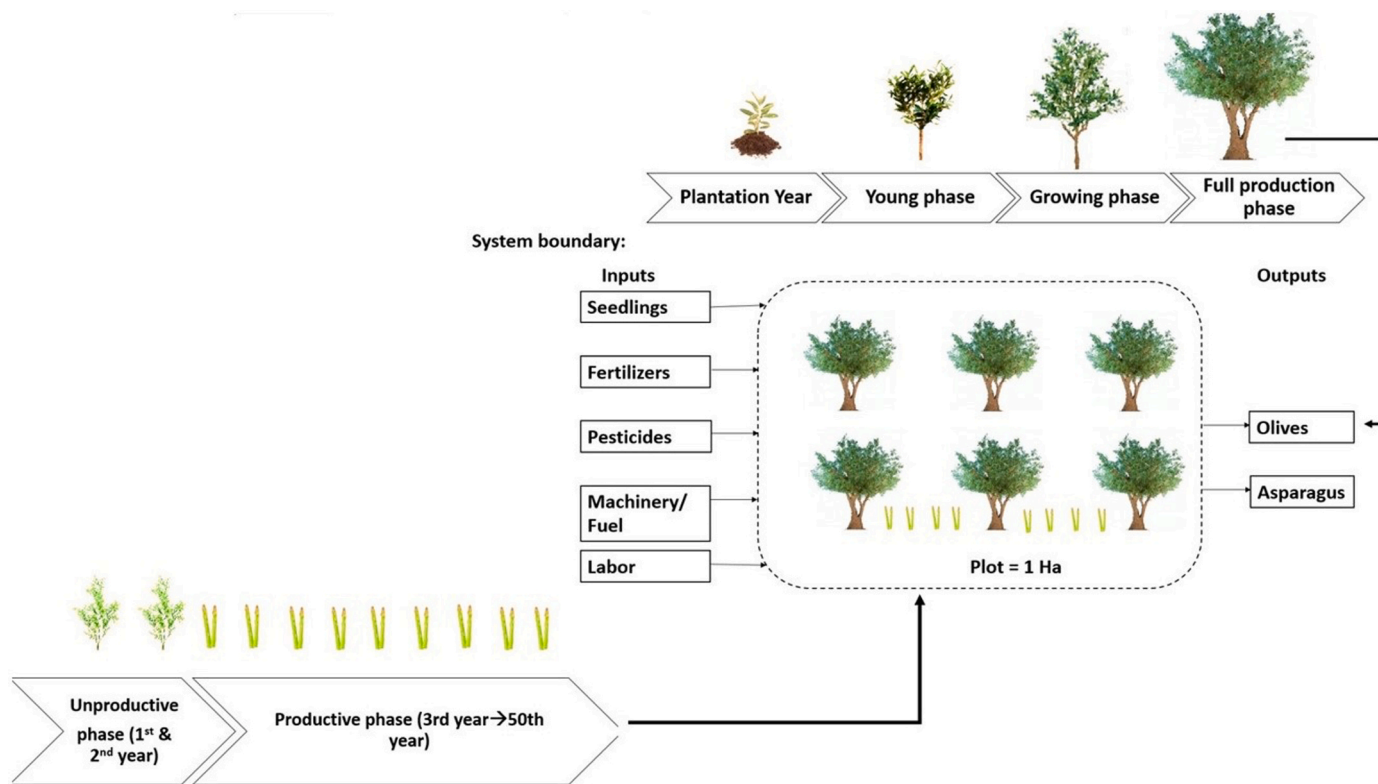 Plantation Year
Young phase
Growing phase
Full production
phase
System boundary:
Inputs
Outputs
Seedlings
Fertilizers
Pesticides
Machinery/
Fuel
Labor
Olives
Asparagus
Plot = 1 Ha
Unproductive
phase (1st &
2nd year)
Productive phase (3rd year→50th
year)